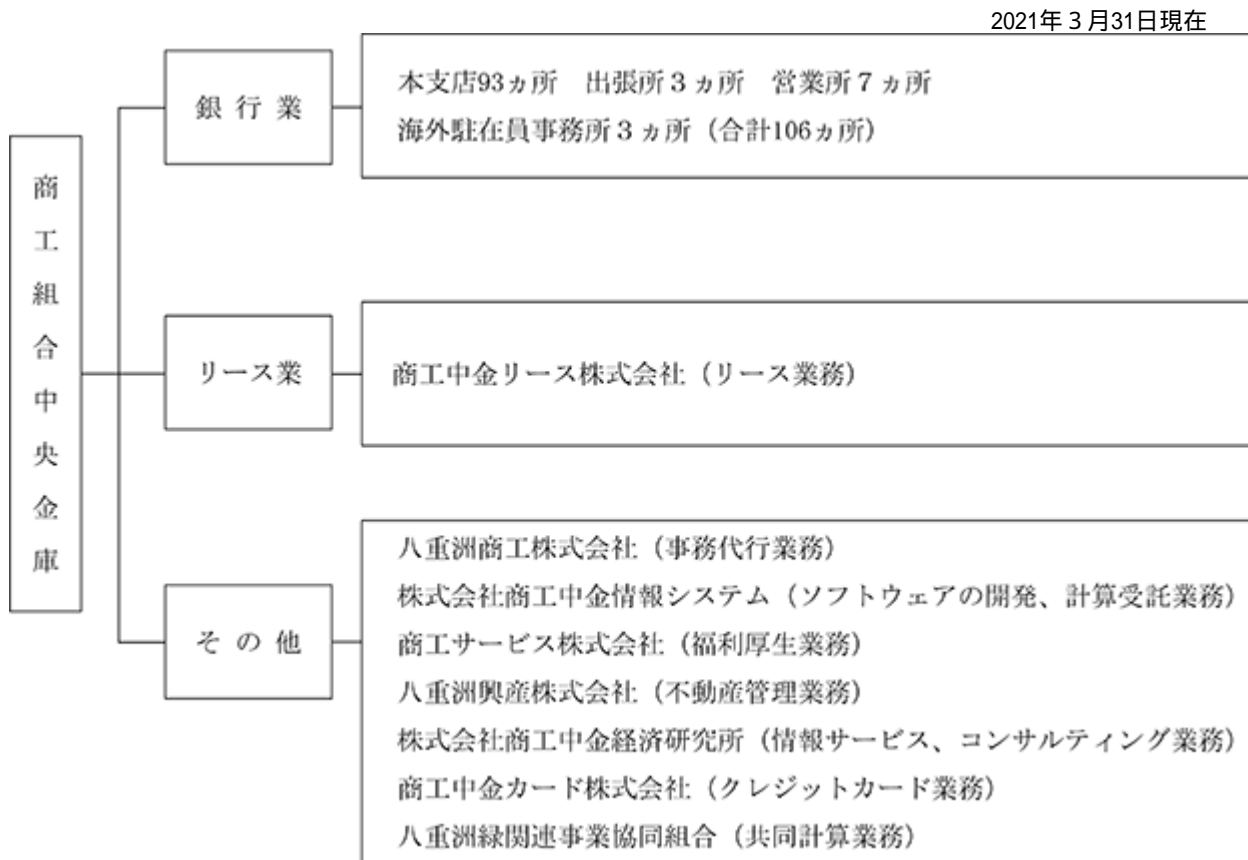 2021年3月31日現在
商工組合中央金庫
銀行業
本支店93ヵ所　出張所3ヵ所　営業所7ヵ所
海外駐在員事務所3ヵ所（合計106ヵ所）
リース業
商工中金リース株式会社（リース業務）
その他
八重洲商工株式会社（事務代行業務）
株式会社商工中金情報システム（ソフトウェアの開発、計算受託業務）
商工サービス株式会社（福利厚生業務）
八重洲興産株式会社（不動産管理業務）
株式会社商工中金経済研究所（情報サービス、コンサルティング業務）
商工中金カード株式会社（クレジットカード業務）
八重洲緑関連事業協同組合（共同計算業務）